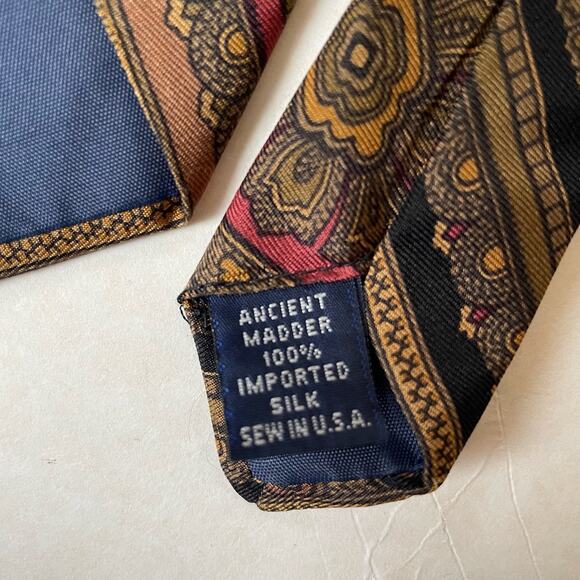 ANCIENT
MADDER
100%
IMPORTED
SILK
SEW IN U.S.A.